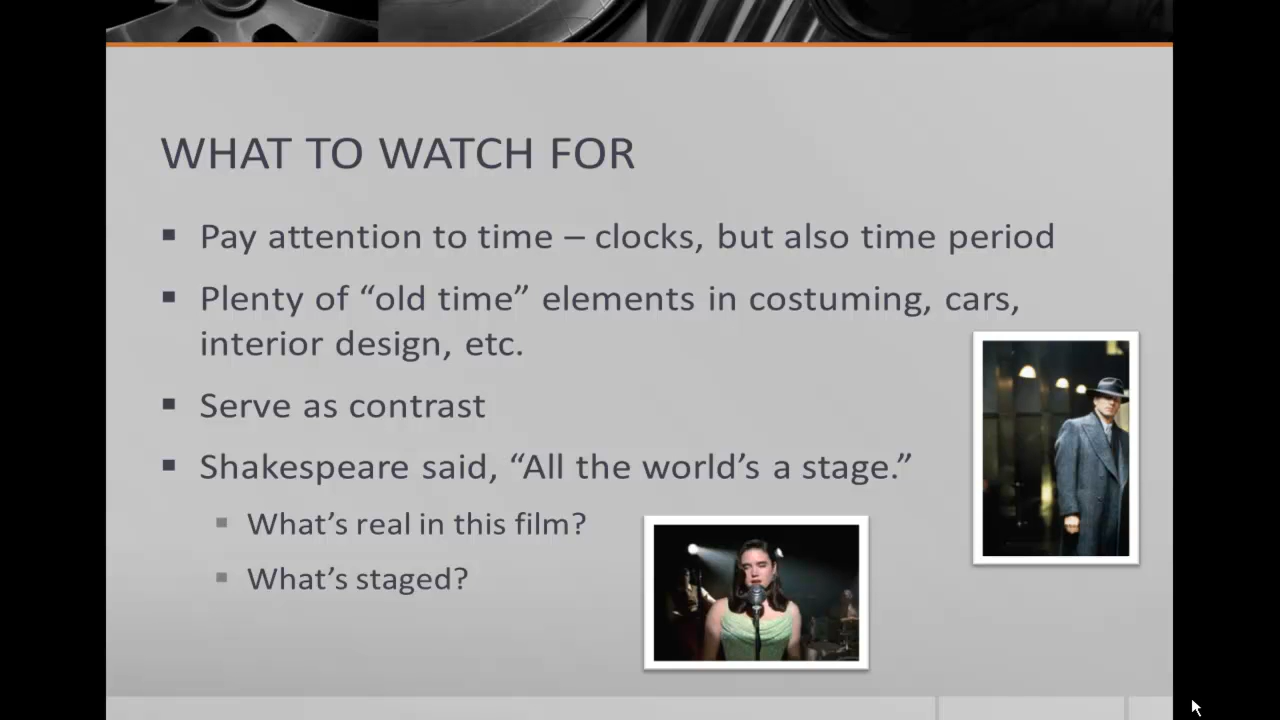 WHAT TO WATCH FOR
Pay attention to time – clocks, but also time period
Plenty of “old time” elements in costuming, cars,
interior design, etc.
Serve as contrast
Shakespeare said, “All the world’s a stage.”
What’s real in this film?
What’s staged?